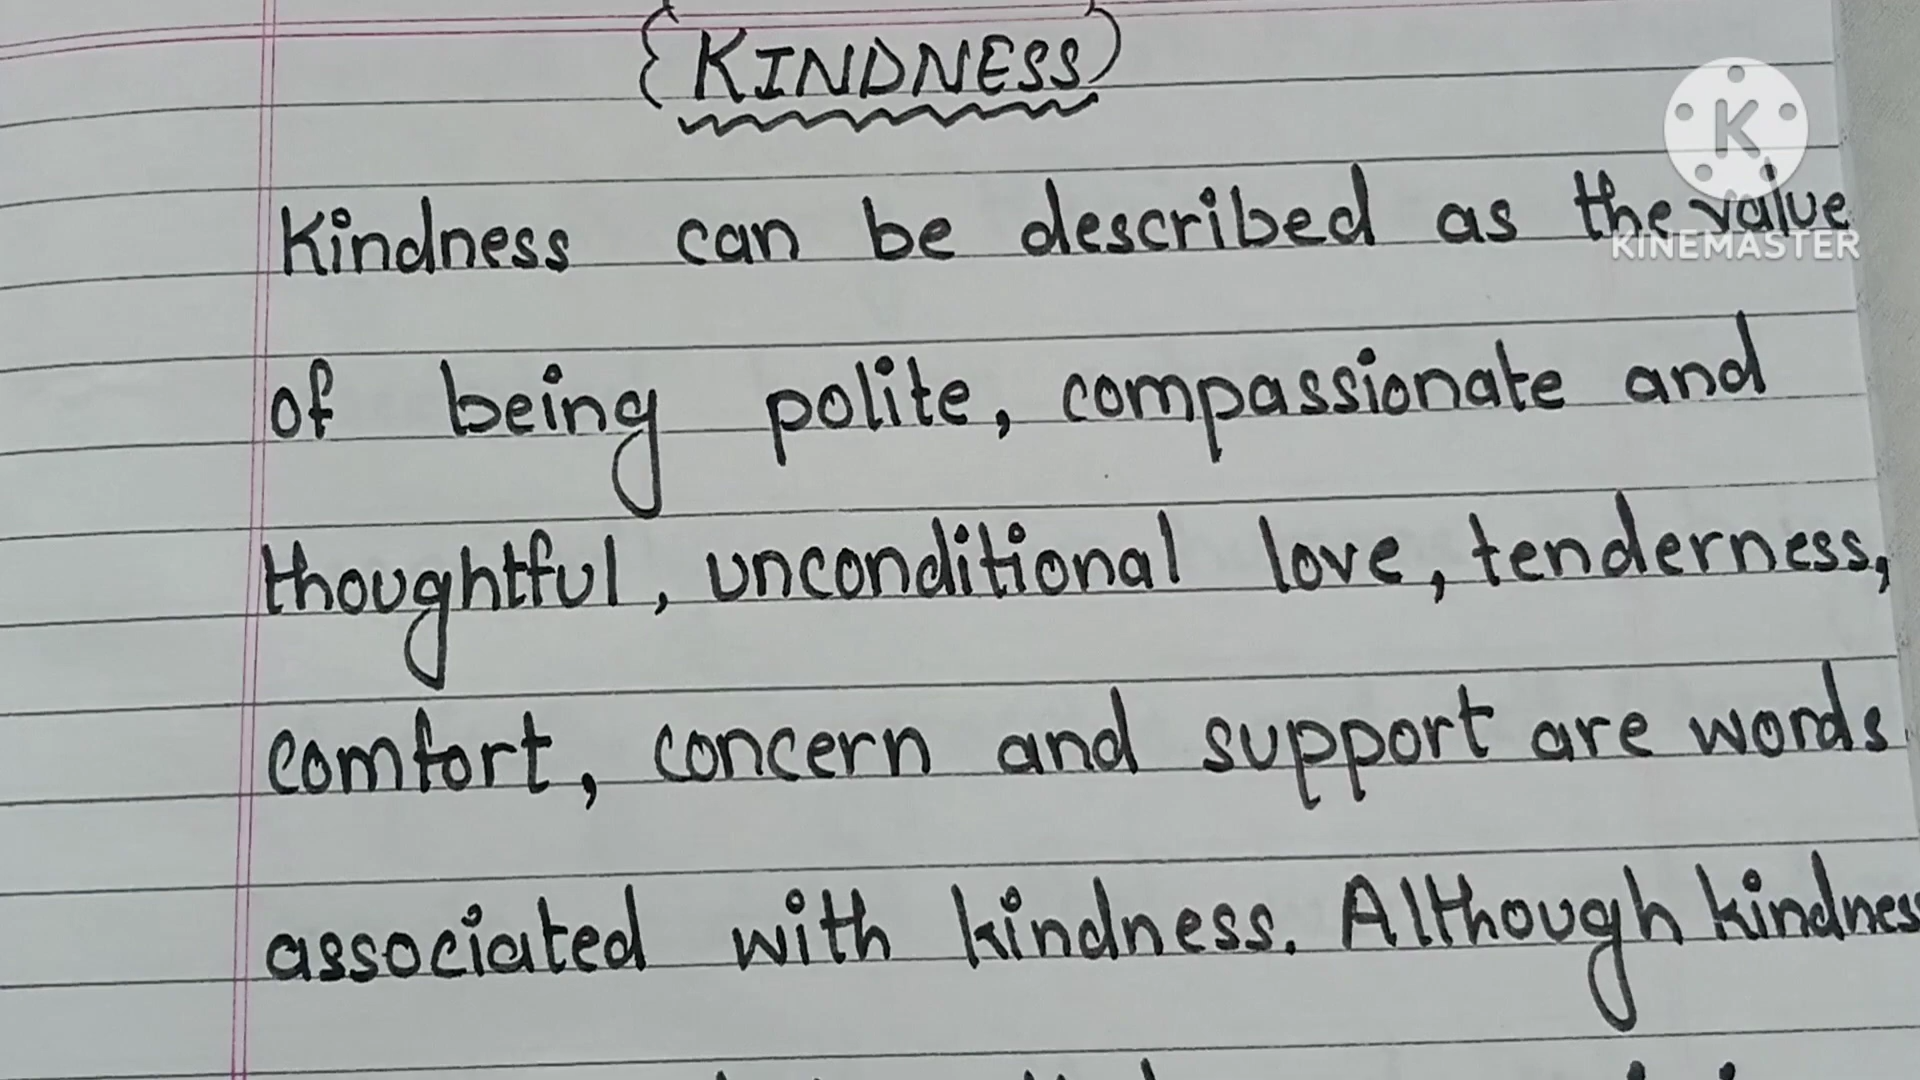 {KINDNESS}
Kindness can be described as the value
KINEMASTER
of being polite, compassionate and
thoughtful, unconditional love, tenderness,
comfort, concern and support are words
associated with kindness. Although kindness